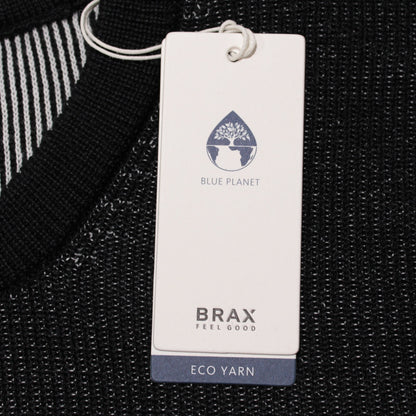 BLUE PLANET
BRAX
FEEL GOOD
ECO YARN